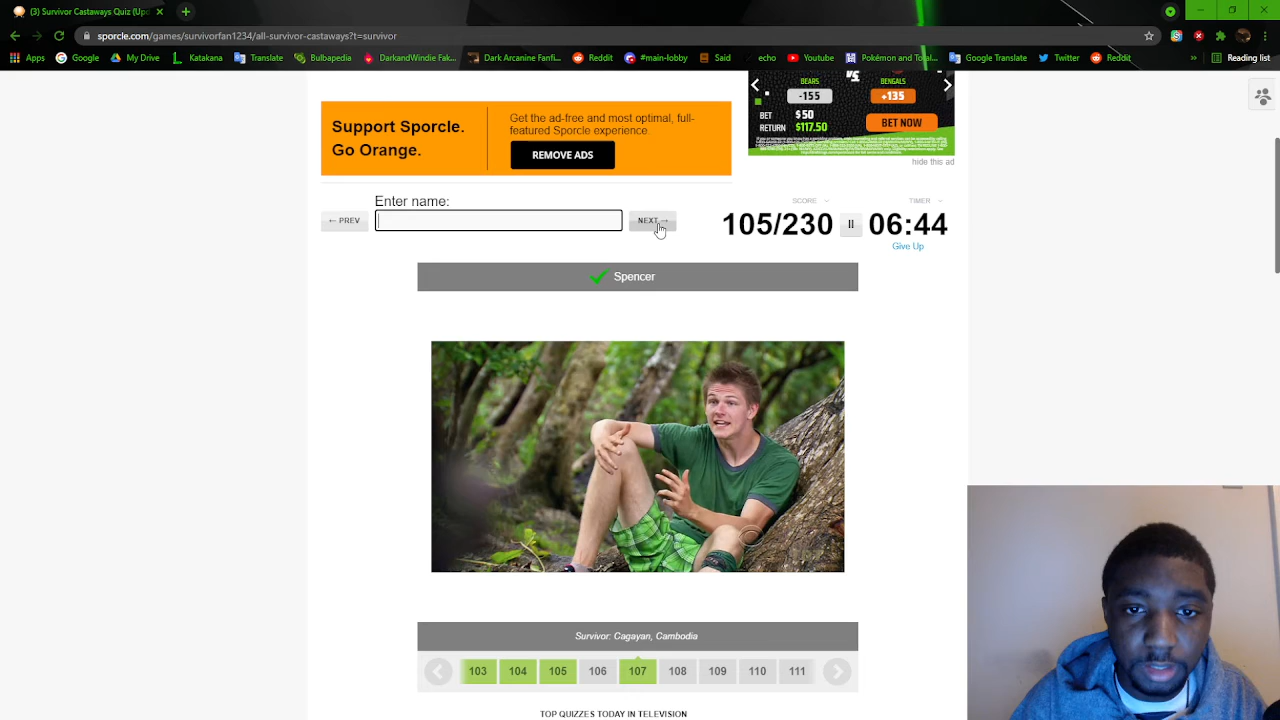 (3) Survivor Castaways Quiz (Up
sporcle.com/games/survivorfan1234/all-survivor-castaways?t=survivor
Apps
Google
Katakana
Translate
Bulbapedia
DarkandWindie Fak...
Dark Arcanine Fancl...
Reddit
#main-lobby
Said
echo
Youtube
Pokémon and Total...
Google Translate
Twitter
Reddit
»
Reading list
Support Sporcle.
Go Orange.
Get the ad-free and most optimal, full-
featured Sporcle experience.
REMOVE ADS
BEARS
VS
BENGALS
-155
+135
BET $50
RETURN $117.50
BET NOW
hide this ad
Enter name:
← PREV
NEXT →
SCORE
105/230
TIMER
06:44
Give Up
Spencer
Survivor: Cagayan, Cambodia
103 104 105 106 107 108 109 110 111
TOP QUIZZES TODAY IN TELEVISION